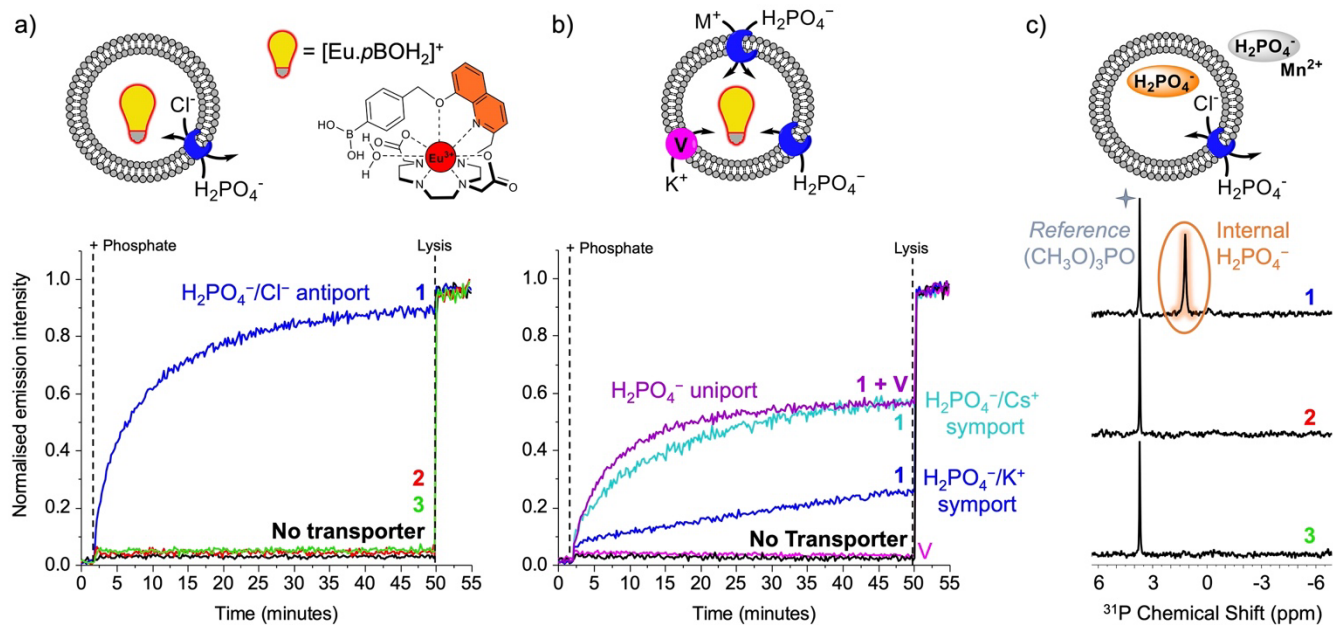 a)
= [Eu.pBOH₂]⁺
Cl⁻
H₂PO₄⁻
HO
B
OH
H
O
H
O
N
Eu³⁺
O
O
N
N
N
N
O
O
+ Phosphate
Lysis
H₂PO₄⁻/Cl⁻ antiport
1
2
3
No transporter
Normalised emission intensity
1.0
0.8
0.6
0.4
0.2
0.0
0 5 10 15 20 25 30 35 40 45 50 55
Time (minutes)
b)
M⁺
H₂PO₄⁻
V
K⁺
H₂PO₄⁻
+ Phosphate
Lysis
H₂PO₄⁻ uniport
1 + V
H₂PO₄⁻/Cs⁺
symport
1
1
H₂PO₄⁻/K⁺
symport
No Transporter
V
1.0
0.8
0.6
0.4
0.2
0.0
0 5 10 15 20 25 30 35 40 45 50 55
Time (minutes)
c)
H₂PO₄⁻
Mn²⁺
H₂PO₄⁻
Cl⁻
H₂PO₄⁻
Reference
(CH₃O)₃PO
Internal
H₂PO₄⁻
1
2
3
6 3 0 -3 -6
³¹P Chemical Shift (ppm)